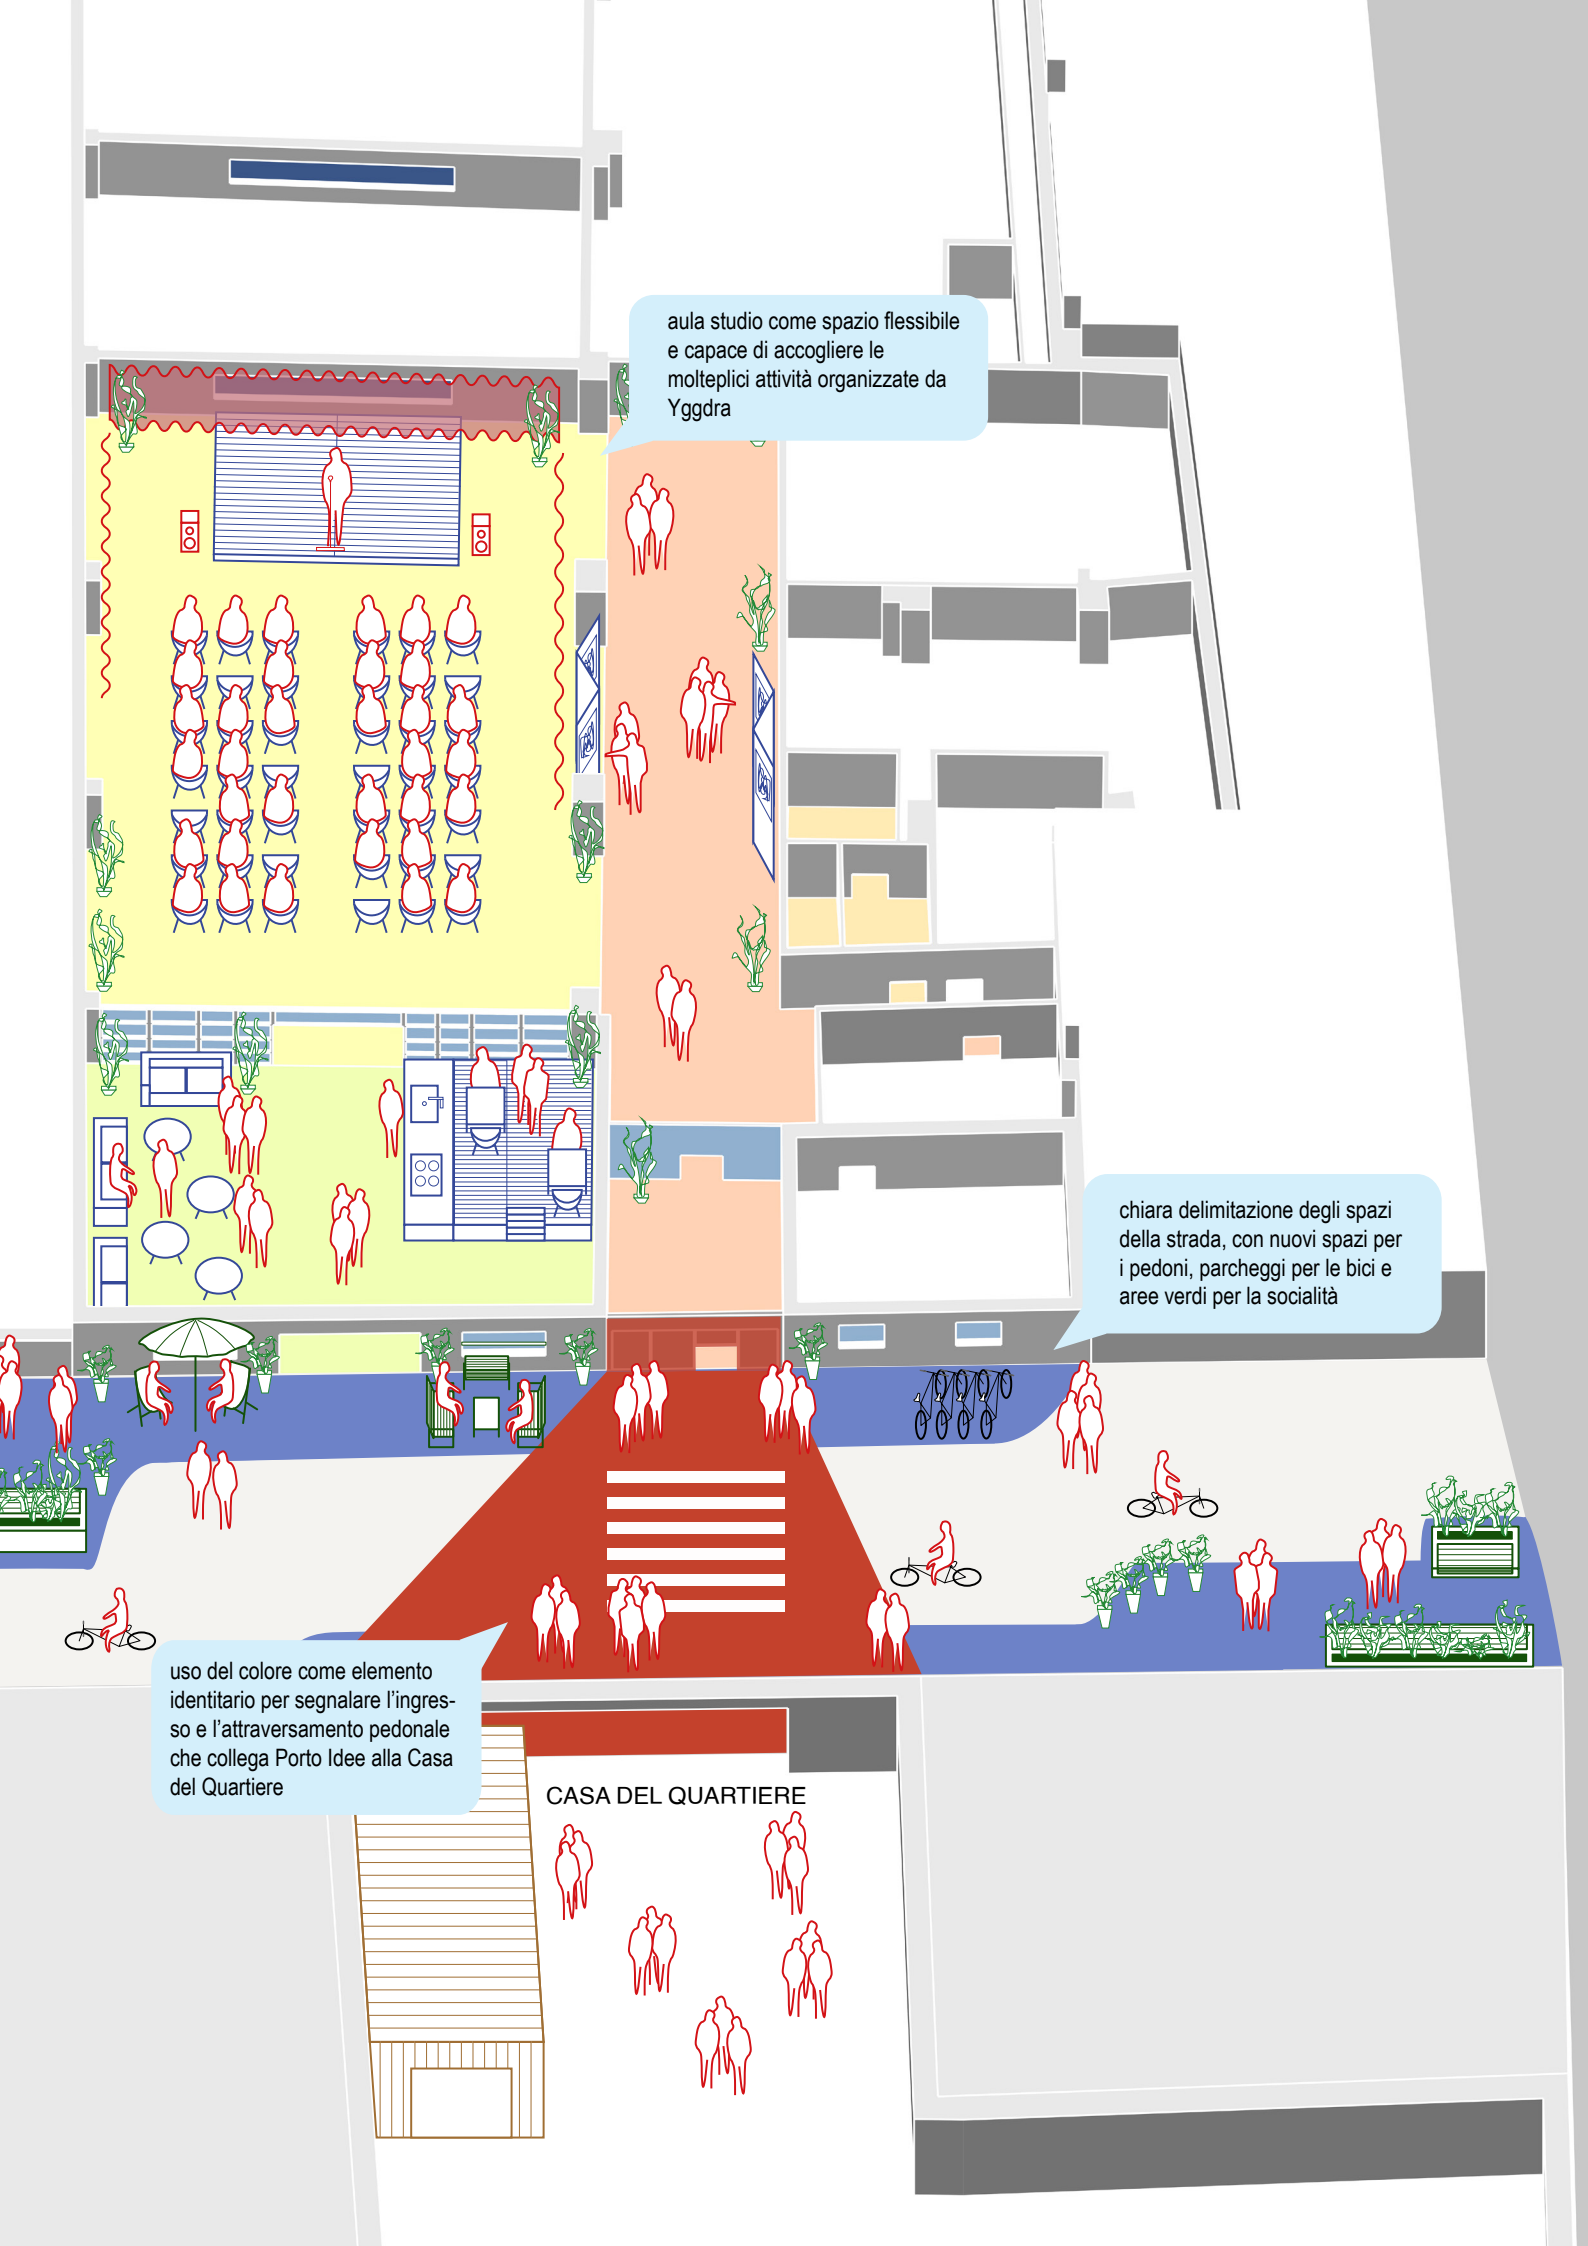 aula studio come spazio flessibile
e capace di accogliere le
molteplici attività organizzate da
Yggdra
chiara delimitazione degli spazi
della strada, con nuovi spazi per
i pedoni, parcheggi per le bici e
aree verdi per la socialità
uso del colore come elemento
identitario per segnalare l'ingres-
so e l'attraversamento pedonale
che collega Porto Idee alla Casa
del Quartiere
CASA DEL QUARTIERE